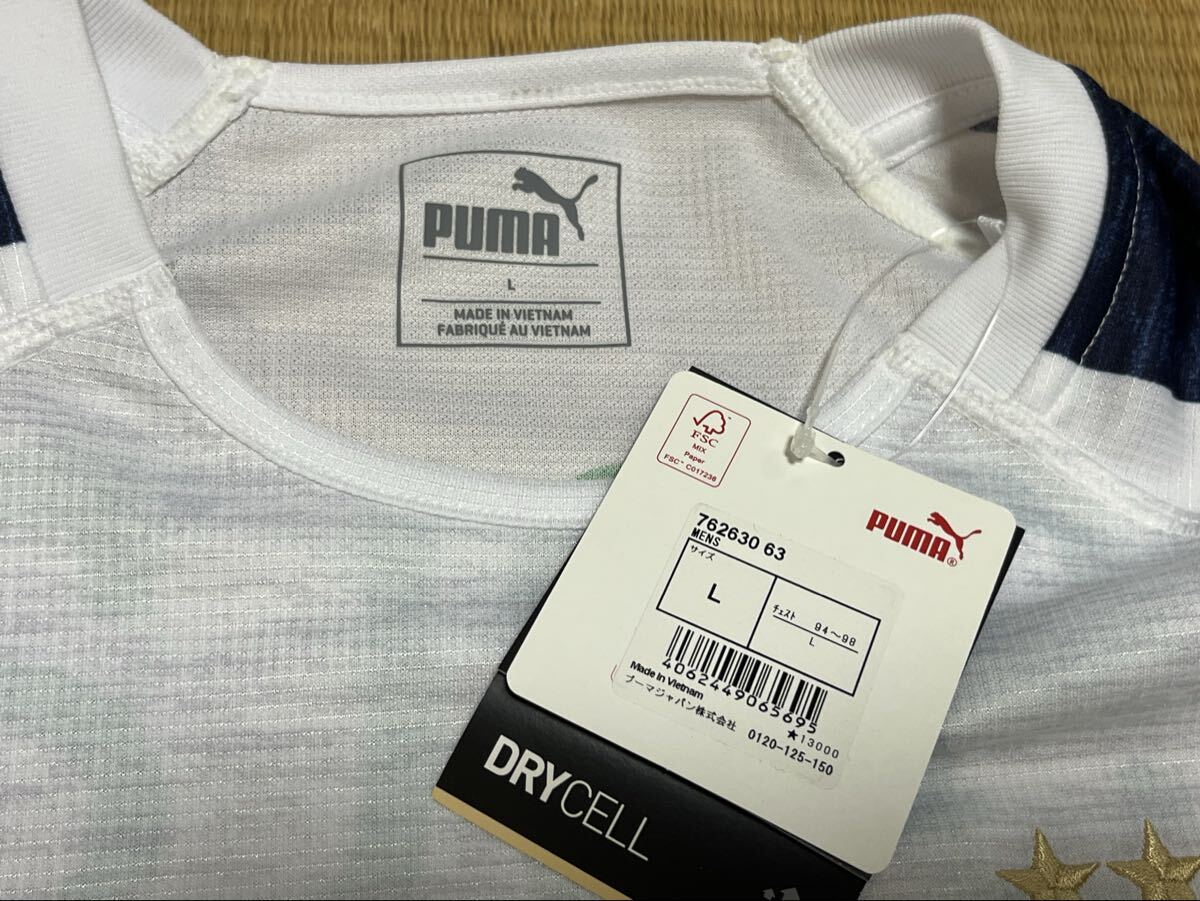 PUMA
L
MADE IN VIETNAM
FABRIQUÉ AU VIETNAM
FSC
MIX
Paper
FSC™ C017236
PUMA®
762630 63
MENS
サイズ
L
チェスト 94～98
L
4062449065695
Made in Vietnam
★13000
プーマジャパン株式会社 0120-125-150
DRYCELL